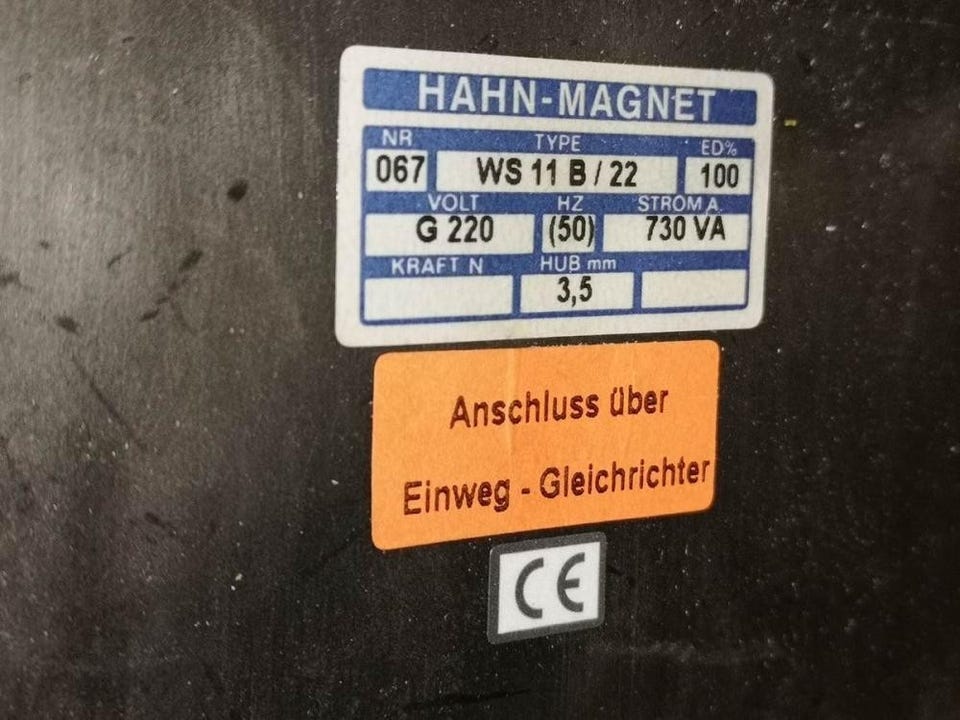 HAHN-MAGNET
NR TYPE ED%
067 WS 11 B / 22 100
VOLT HZ STROM A.
G 220 (50) 730 VA
KRAFT N HUB mm
3,5
Anschluss über
Einweg - Gleichrichter
CE